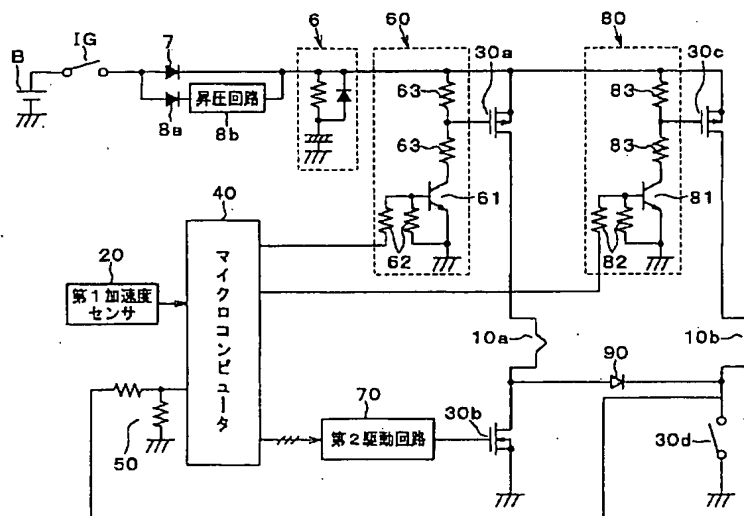 B
IG
7
8a
昇圧回路
8b
6
60
63
63
30a
61
62
80
83
83
30c
81
82
40
マイクロコンピュータ
20
第1加速度
センサ
50
70
第2駆動回路
30b
10a
90
10b
30d